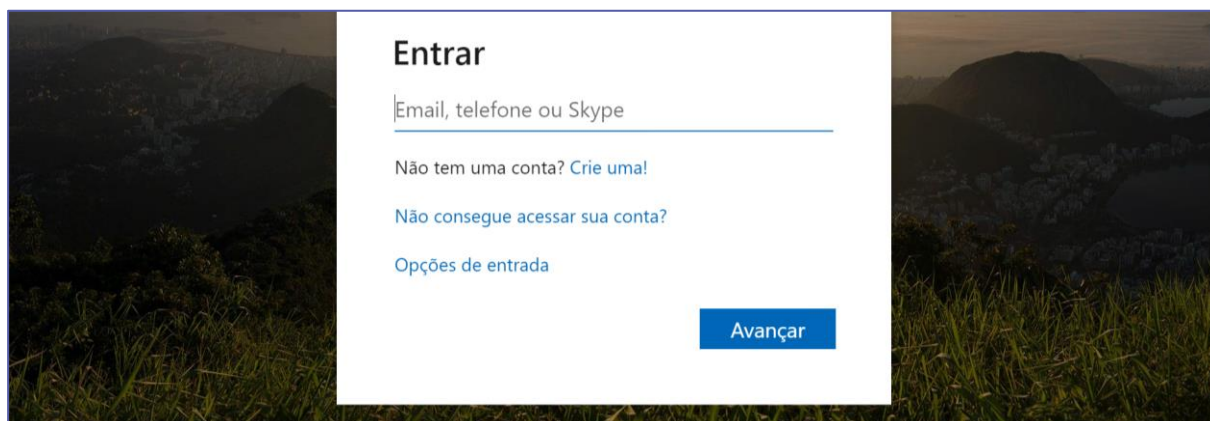 Entrar
Email, telefone ou Skype
Não tem uma conta? Crie uma!
Não consegue acessar sua conta?
Opções de entrada
Avançar